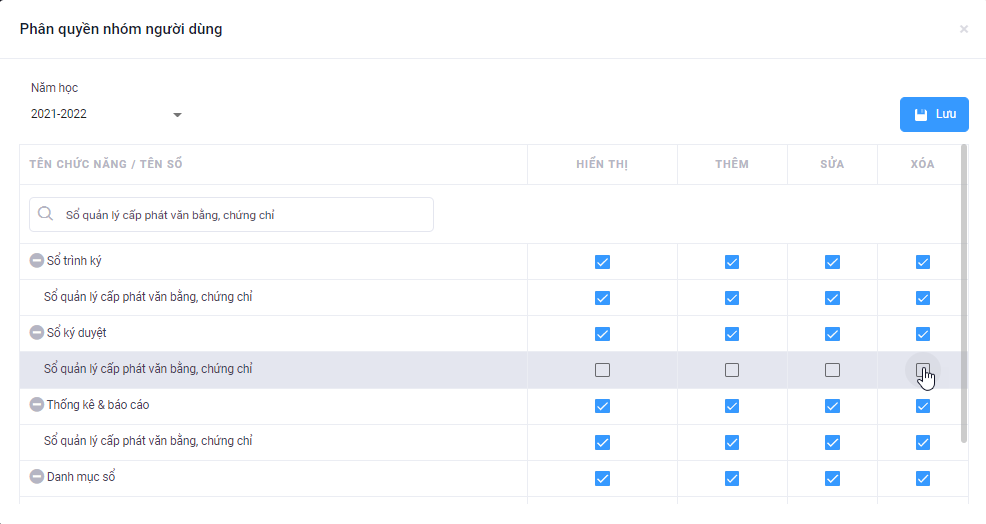 Phân quyền nhóm người dùng
×
Năm học
2021-2022
Lưu
TÊN CHỨC NĂNG / TÊN SỔ HIỂN THỊ THÊM SỬA XÓA
Sổ quản lý cấp phát văn bằng, chứng chỉ
Sổ trình ký
Sổ quản lý cấp phát văn bằng, chứng chỉ
Sổ ký duyệt
Sổ quản lý cấp phát văn bằng, chứng chỉ
Thống kê & báo cáo
Sổ quản lý cấp phát văn bằng, chứng chỉ
Danh mục sổ